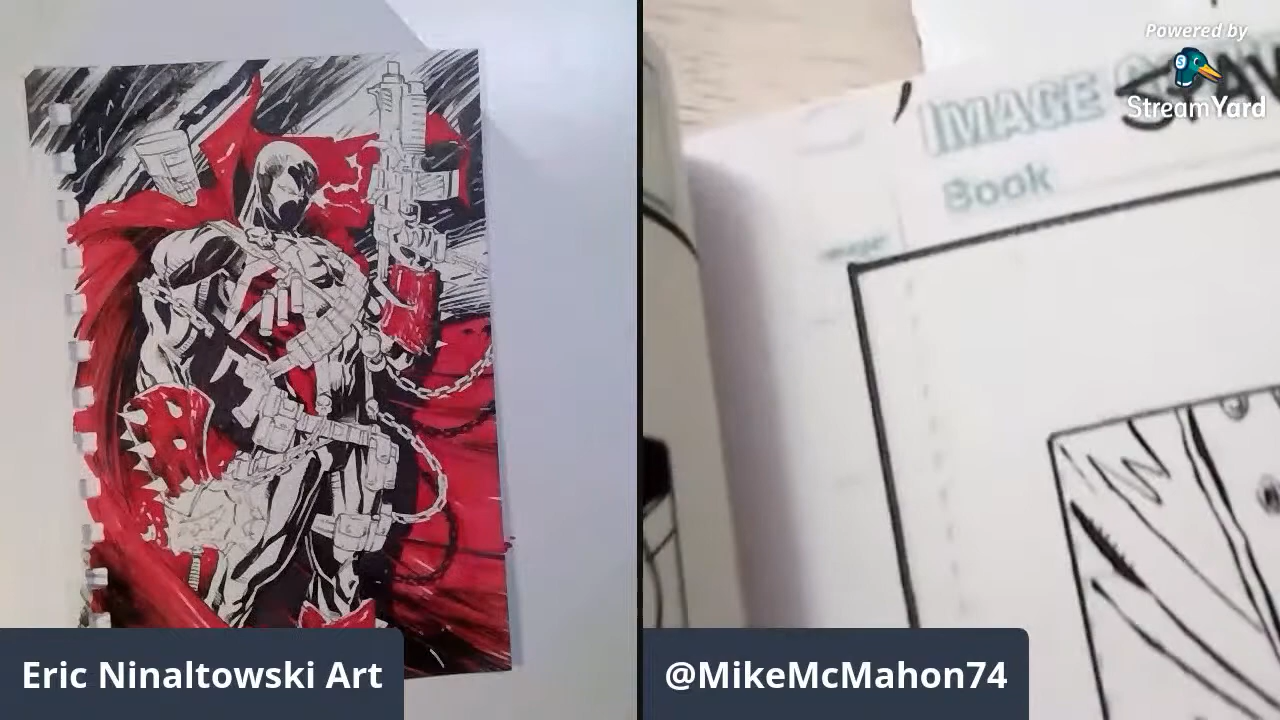 Powered by
StreamYard
IMAGE
Book
Eric Ninaltowski Art
@MikeMcMahon74